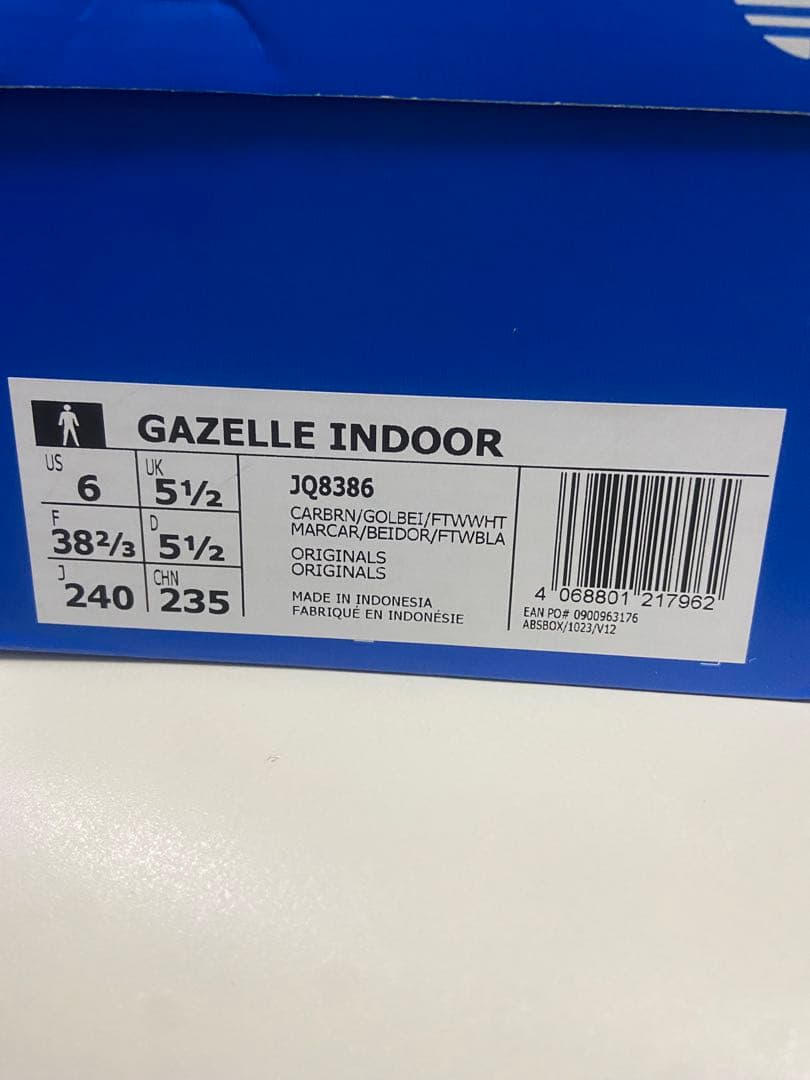 GAZELLE INDOOR
US 6
UK 5½
F 38⅔
D 5½
J 240
CHN 235
JQ8386
CARBRN/GOLBEI/FTWWHT
MARCAR/BEIDOR/FTWBLA
ORIGINALS
ORIGINALS
MADE IN INDONESIA
FABRIQUÉ EN INDONÉSIE
4 068801 217962
EAN PO# 0900963176
ABSBOX/1023/V12